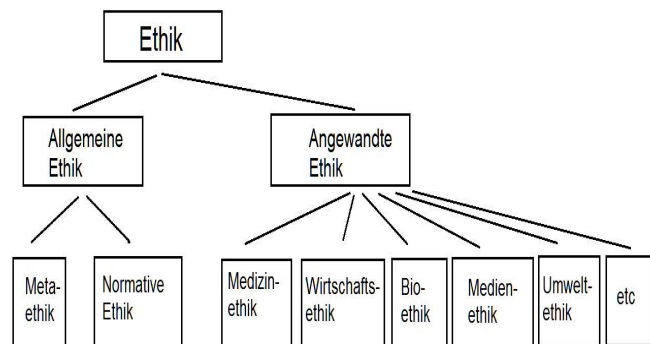 Ethik
Allgemeine
Ethik
Angewandte
Ethik
Meta-
ethik
Normative
Ethik
Medizin-
ethik
Wirtschafts-
ethik
Bio-
ethik
Medien-
ethik
Umwelt-
ethik
etc